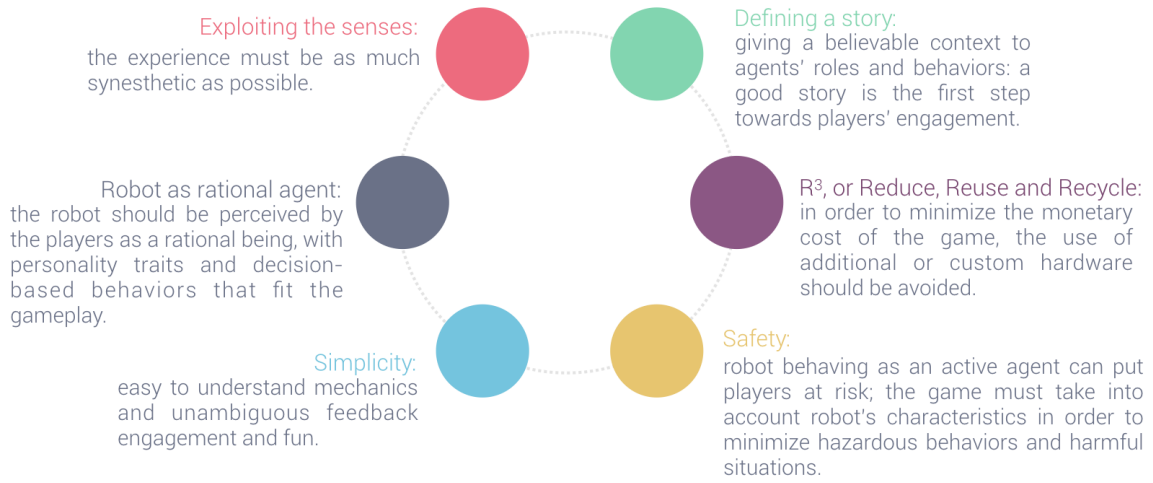 Exploiting the senses:
the experience must be as much
synesthetic as possible.
Defining a story:
giving a believable context to
agents' roles and behaviors: a
good story is the first step
towards players' engagement.
Robot as rational agent:
the robot should be perceived by
the players as a rational being, with
personality traits and decision-
based behaviors that fit the
gameplay.
R³, or Reduce, Reuse and Recycle:
in order to minimize the monetary
cost of the game, the use of
additional or custom hardware
should be avoided.
Simplicity:
easy to understand mechanics
and unambiguous feedback
engagement and fun.
Safety:
robot behaving as an active agent can put
players at risk; the game must take into
account robot's characteristics in order to
minimize hazardous behaviors and harmful
situations.